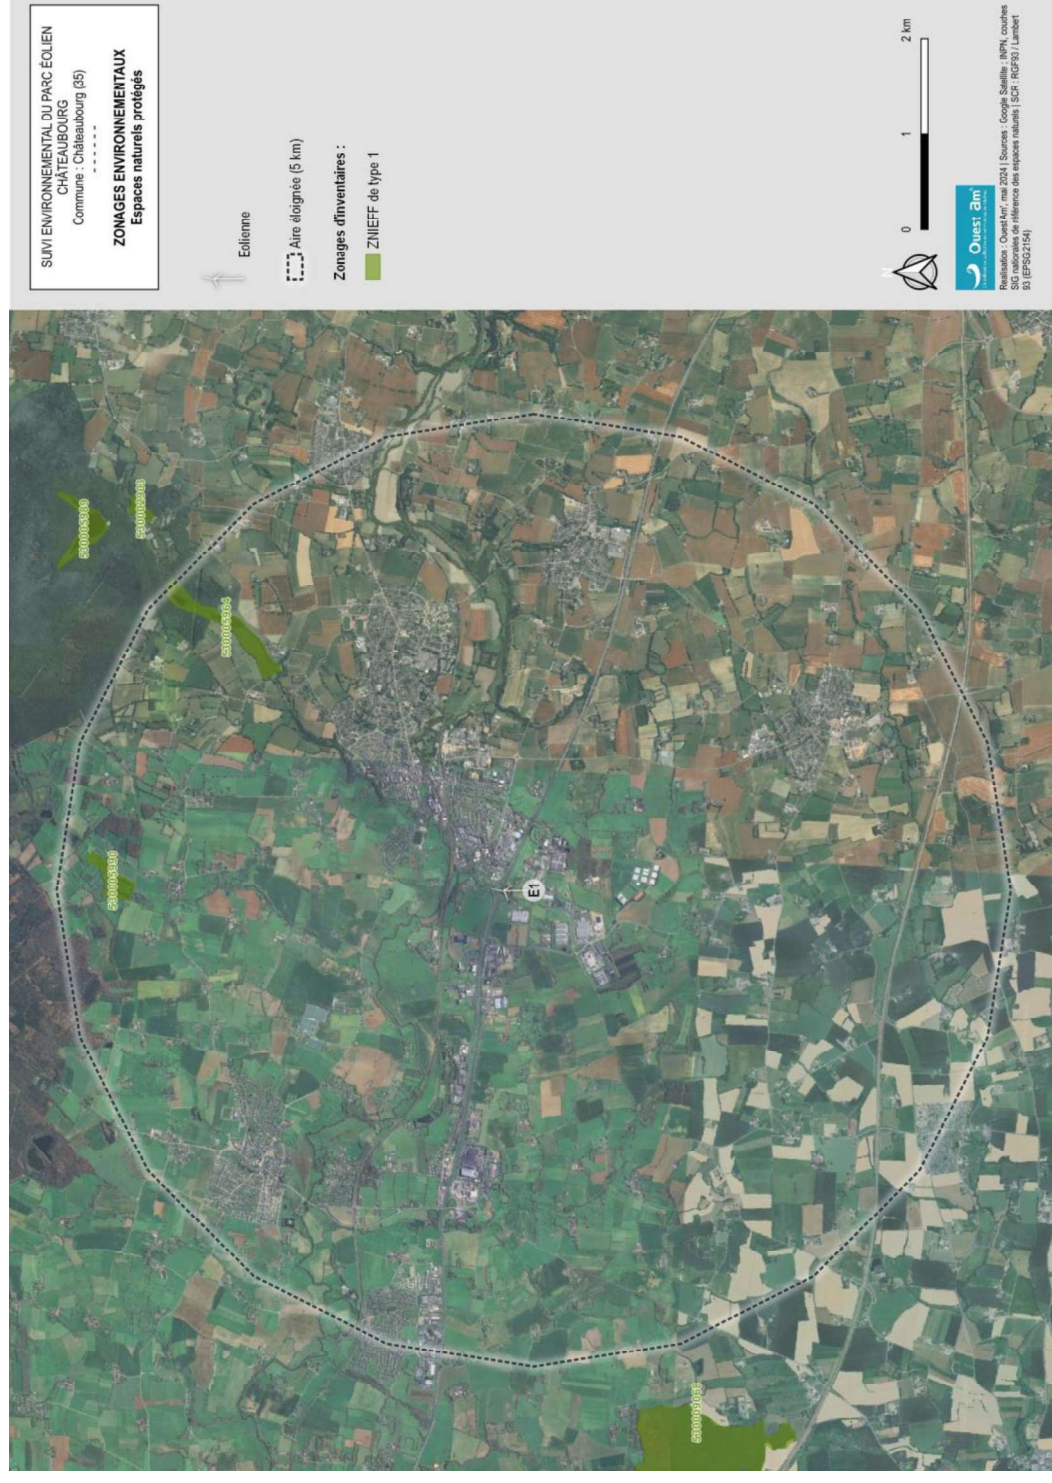 SUIVI ENVIRONNEMENTAL DU PARC ÉOLIEN
CHÂTEAUBOURG
Commune : Châteaubourg (35)
------
ZONAGES ENVIRONNEMENTAUX
Espaces naturels protégés
Eolienne
Aire éloignée (5 km)
Zonages d'inventaires :
ZNIEFF de type 1
N
0 1 2 km
Ouest am'
Réalisation : Ouest Am', mai 2024 | Sources : Google Satellite ; INPN, couches
SIG nationales de référence des espaces naturels | SCR : RGF93 / Lambert
93 (EPSG2154)
530005964
530005990
E1